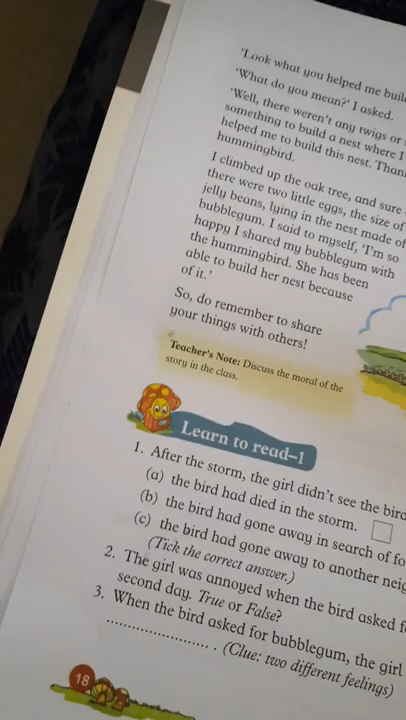 'Look what you helped me
'What do you mean?' I asked.
'Well, there weren't any twigs or
something to build a nest where I
helped me to build this nest.
hummingbird.
I climbed up the oak tree, and sure
there were two little eggs, the size of
jelly beans, lying in the nest made of
bubblegum. I said to myself, 'I'm so
happy I shared my bubblegum with
the hummingbird. She has been
able to build her nest because
of it.'
So, do remember to share
your things with others!
Teacher's Note: Discuss the moral of the
story in the class.
Learn to read–1
1. After the storm, the girl didn't see the bird
(a) the bird had died in the storm.
(b) the bird had gone away in search of
(c) the bird had gone away to another
(Tick the correct answer.)
2. The girl was annoyed when the bird asked
second day. True or False?
3. When the bird asked for bubblegum, the girl
....................... . (Clue: two different feelings)
18